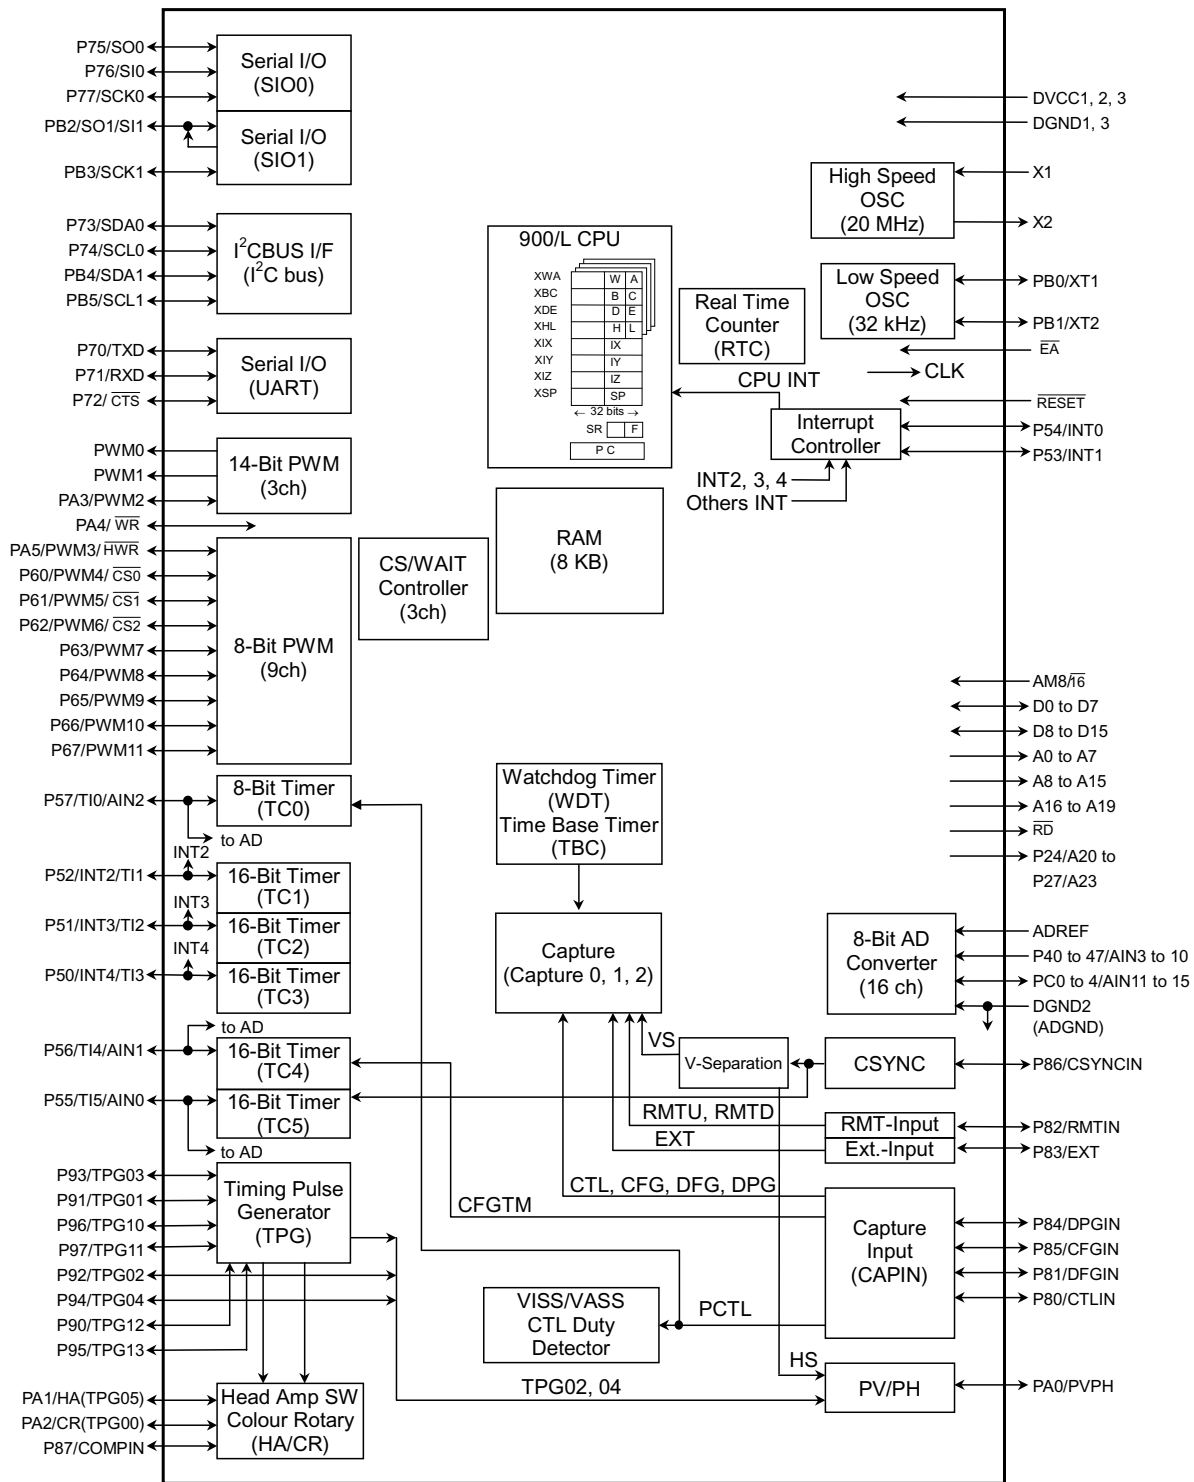 P75/SO0
P76/SI0
P77/SCK0
PB2/SO1/SI1
PB3/SCK1
Serial I/O
(SIO0)
Serial I/O
(SIO1)
P73/SDA0
P74/SCL0
PB4/SDA1
PB5/SCL1
I²CBUS I/F
(I²C bus)
P70/TXD
P71/RXD
P72/ CTS
Serial I/O
(UART)
PWM0
PWM1
PA3/PWM2
14-Bit PWM
(3ch)
PA4/ WR
PA5/PWM3/ HWR
P60/PWM4/ CS0
P61/PWM5/ CS1
P62/PWM6/ CS2
P63/PWM7
P64/PWM8
P65/PWM9
P66/PWM10
P67/PWM11
8-Bit PWM
(9ch)
CS/WAIT
Controller
(3ch)
900/L CPU
XWA W A
XBC B C
XDE D E
XHL H L
XIX IX
XIY IY
XIZ IZ
XSP SP
← 32 bits →
SR F
P C
RAM
(8 KB)
Real Time
Counter
(RTC)
CPU INT
Interrupt
Controller
INT2, 3, 4
Others INT
DVCC1, 2, 3
DGND1, 3
High Speed
OSC
(20 MHz)
X1
X2
Low Speed
OSC
(32 kHz)
PB0/XT1
PB1/XT2
EA
CLK
RESET
P54/INT0
P53/INT1
AM8/16
D0 to D7
D8 to D15
A0 to A7
A8 to A15
A16 to A19
RD
P24/A20 to
P27/A23
P57/TI0/AIN2
8-Bit Timer
(TC0)
to AD
INT2
P52/INT2/TI1
16-Bit Timer
(TC1)
INT3
P51/INT3/TI2
16-Bit Timer
(TC2)
INT4
P50/INT4/TI3
16-Bit Timer
(TC3)
to AD
P56/TI4/AIN1
16-Bit Timer
(TC4)
P55/TI5/AIN0
16-Bit Timer
(TC5)
to AD
Watchdog Timer
(WDT)
Time Base Timer
(TBC)
Capture
(Capture 0, 1, 2)
8-Bit AD
Converter
(16 ch)
ADREF
P40 to 47/AIN3 to 10
PC0 to 4/AIN11 to 15
DGND2
(ADGND)
VS
V-Separation
CSYNC
P86/CSYNCIN
RMTU, RMTD
RMT-Input
P82/RMTIN
EXT
Ext.-Input
P83/EXT
CTL, CFG, DFG, DPG
CFGTM
Capture
Input
(CAPIN)
P84/DPGIN
P85/CFGIN
P81/DFGIN
P80/CTLIN
P93/TPG03
P91/TPG01
P96/TPG10
P97/TPG11
P92/TPG02
P94/TPG04
P90/TPG12
P95/TPG13
Timing Pulse
Generator
(TPG)
VISS/VASS
CTL Duty
Detector
PCTL
HS
TPG02, 04
PV/PH
PA0/PVPH
PA1/HA(TPG05)
PA2/CR(TPG00)
P87/COMPIN
Head Amp SW
Colour Rotary
(HA/CR)